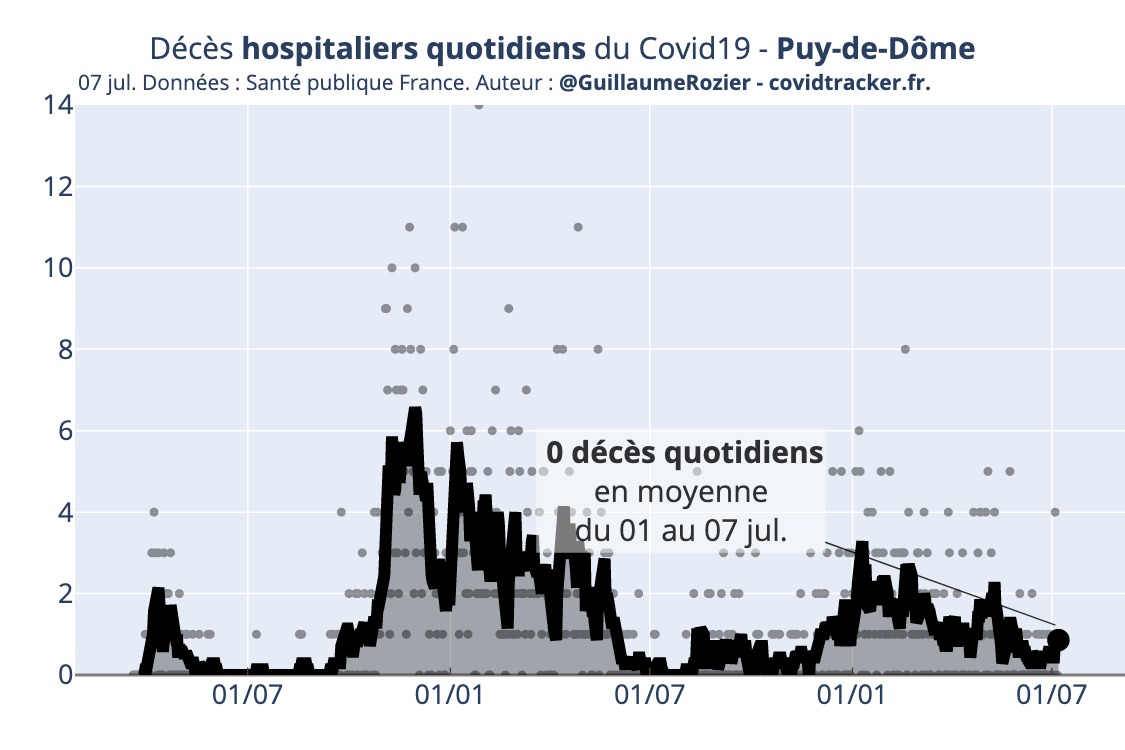 Décès hospitaliers quotidiens du Covid19 - Puy-de-Dôme
07 jul. Données : Santé publique France. Auteur : @GuillaumeRozier - covidtracker.fr.
14
12
10
8
6
4
2
0
0 décès quotidiens
en moyenne
du 01 au 07 jul.
01/07 01/01 01/07 01/01 01/07